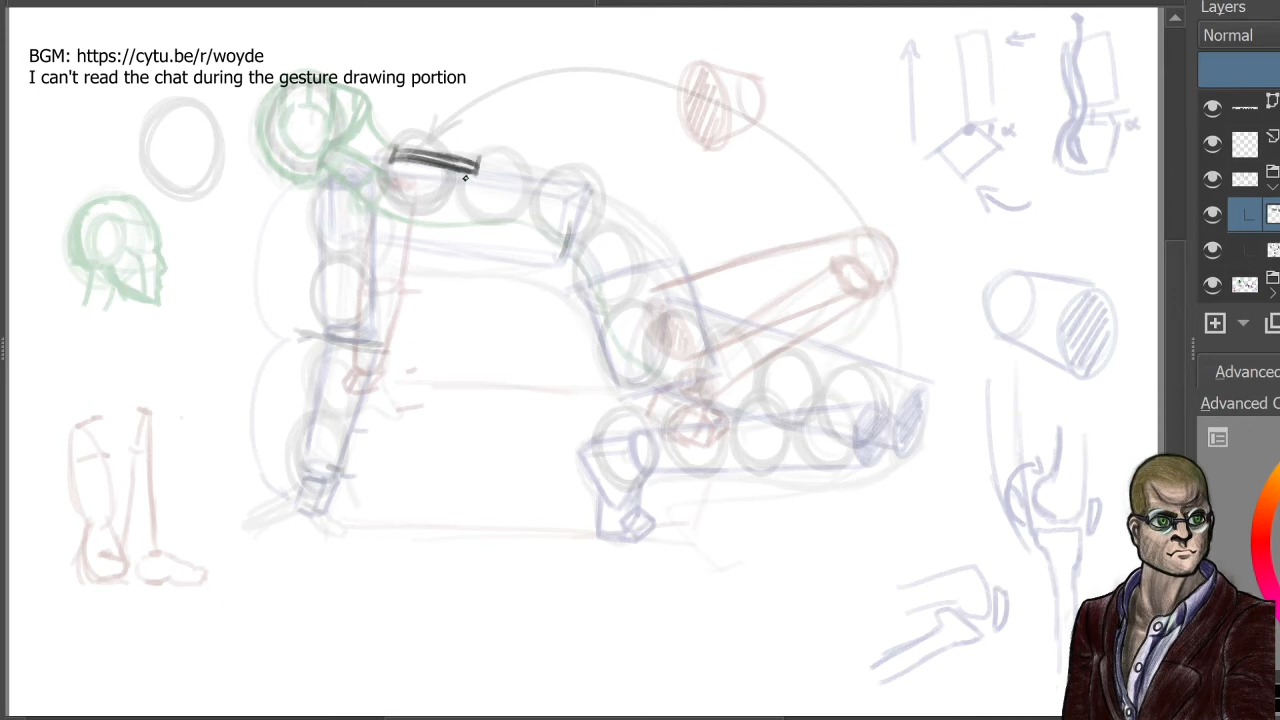 BGM: https://cytu.be/r/woyde
I can't read the chat during the gesture drawing portion
Layers
Normal
Advanced
Advanced C